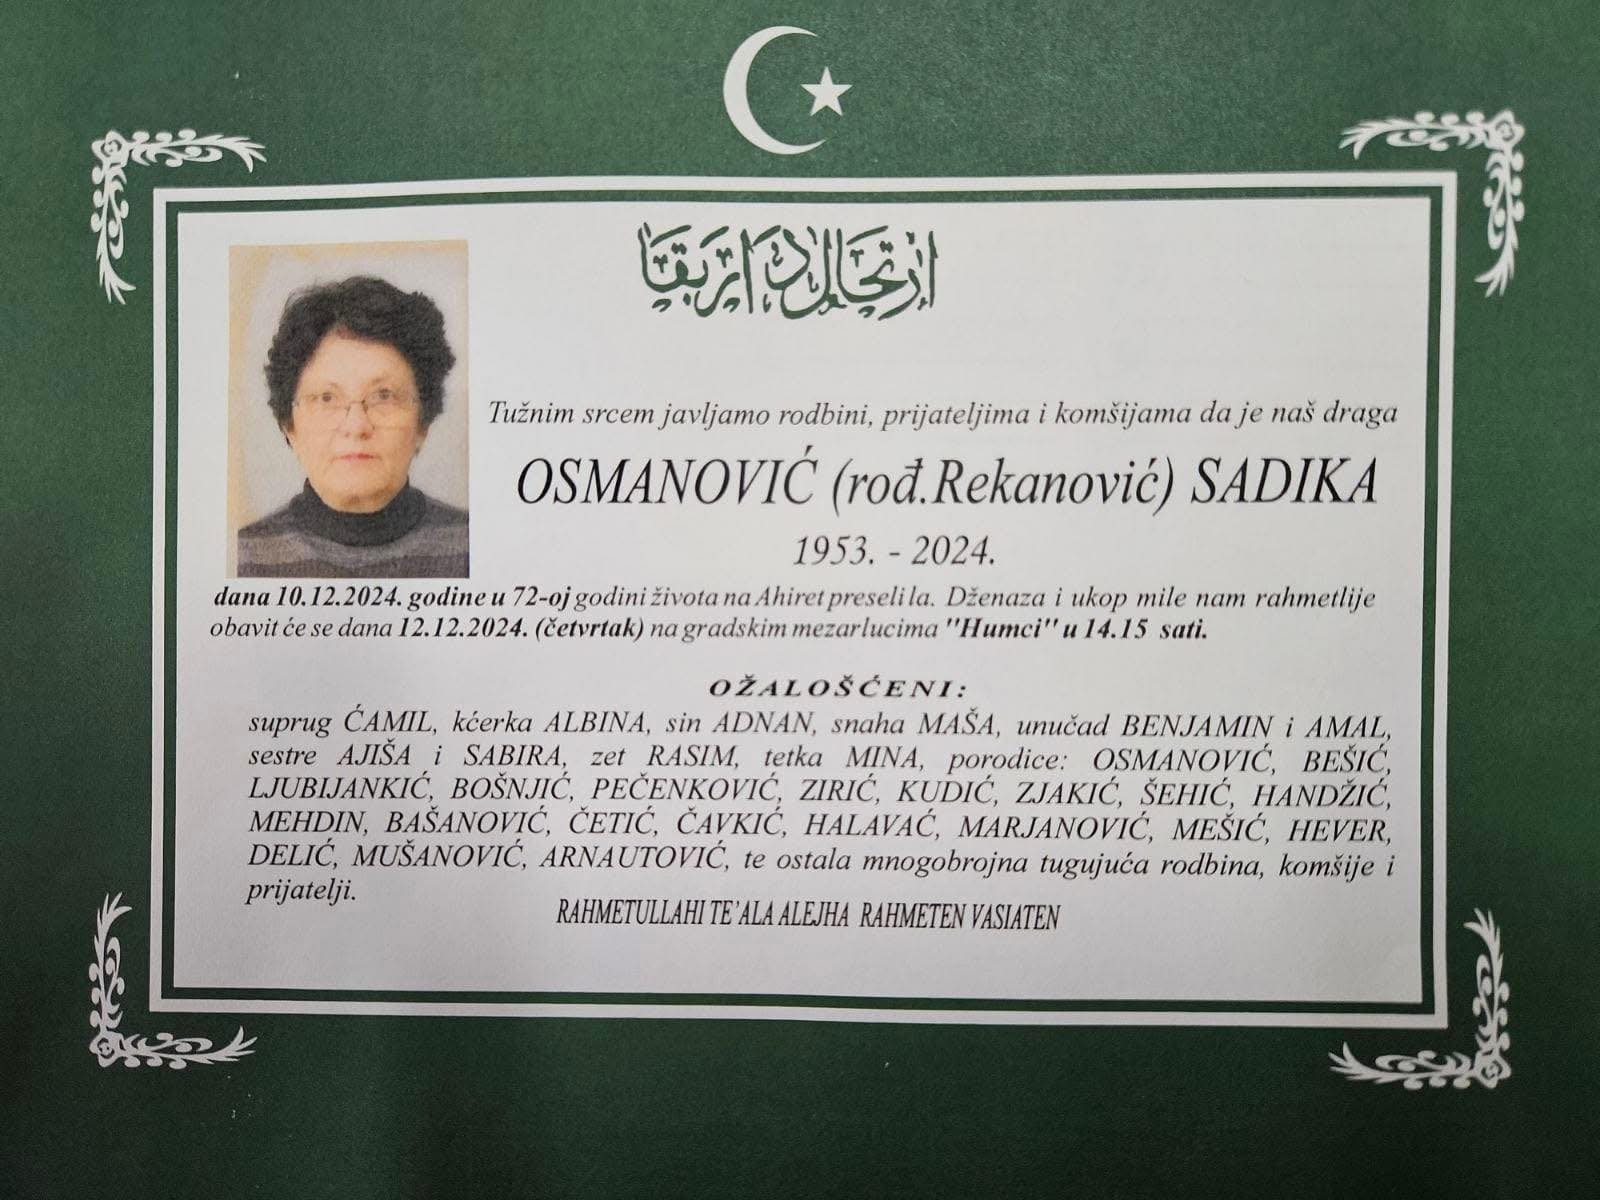 ارتحال دار بقا
Tužnim srcem javljamo rodbini, prijateljima i komšijama da je naš draga
OSMANOVIĆ (rođ.Rekanović) SADIKA
1953. - 2024.
dana 10.12.2024. godine u 72-oj godini života na Ahiret preselila. Dženaza i ukop mile nam rahmetlije
obavit će se dana 12.12.2024. (četvrtak) na gradskim mezarlucima "Humci" u 14.15 sati.
OŽALOŠĆENI:
suprug ĆAMIL, kćerka ALBINA, sin ADNAN, snaha MAŠA, unučad BENJAMIN i AMAL,
sestre AJIŠA i SABIRA, zet RASIM, tetka MINA, porodice: OSMANOVIĆ, BEŠIĆ,
LJUBIJANKIĆ, BOŠNJIĆ, PEČENKOVIĆ, ZIRIĆ, KUDIĆ, ZJAKIĆ, ŠEHIĆ, HANDŽIĆ,
MEHDIN, BAŠANOVIĆ, ČETIĆ, ČAVKIĆ, HALAVAĆ, MARJANOVIĆ, MEŠIĆ, HEVER,
DELIĆ, MUŠANOVIĆ, ARNAUTOVIĆ, te ostala mnogobrojna tugujuća rodbina, komšije i
prijatelji.
RAHMETULLAHI TE’ALA ALEJHA RAHMETEN VASIATEN